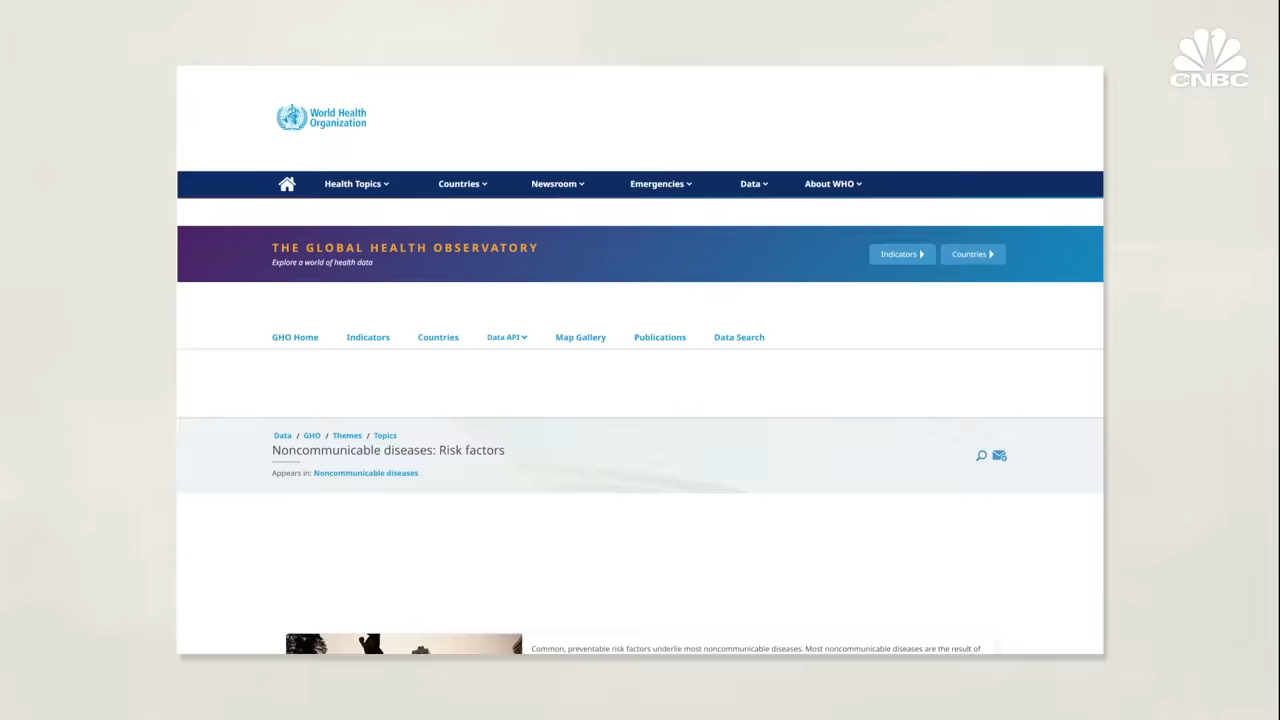 CNBC
World Health
Organization
Health Topics
Countries
Newsroom
Emergencies
Data
About WHO
THE GLOBAL HEALTH OBSERVATORY
Explore a world of health data
Indicators
Countries
GHO Home
Indicators
Countries
Data API
Map Gallery
Publications
Data Search
Data / GHO / Themes / Topics
Noncommunicable diseases: Risk factors
Appears in: Noncommunicable diseases
Common, preventable risk factors underlie most noncommunicable diseases. Most noncommunicable diseases are the result of